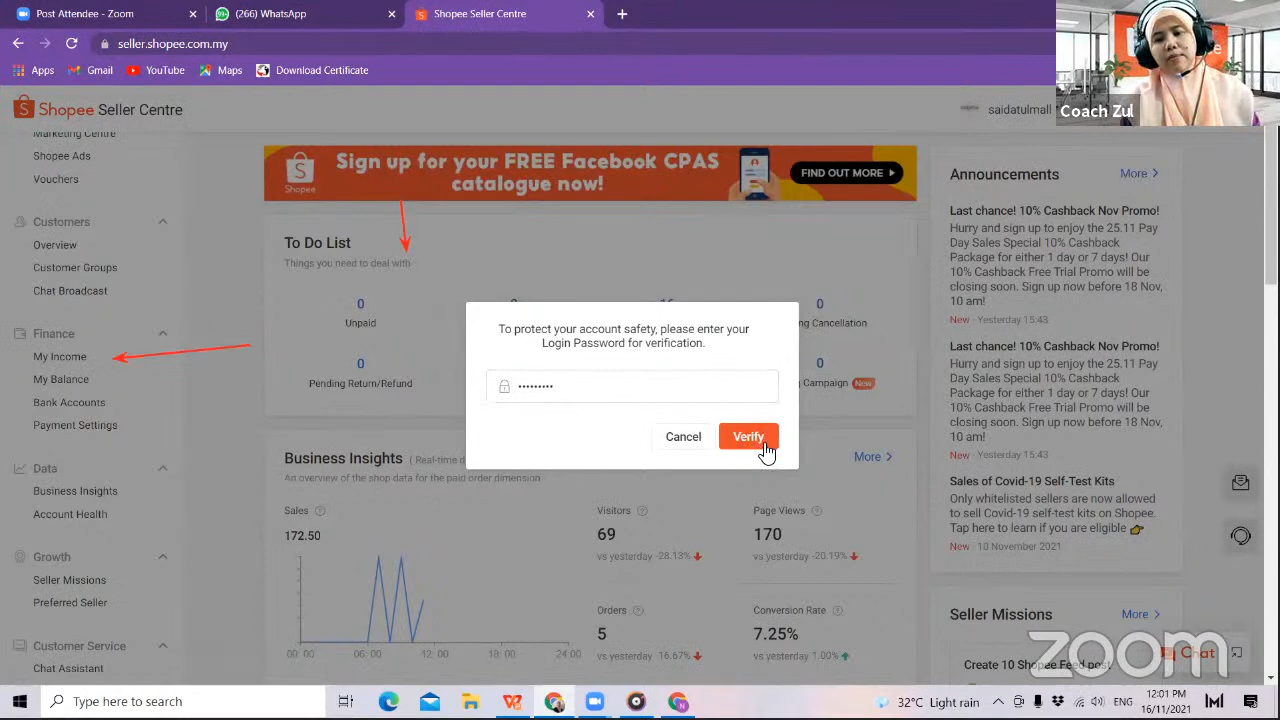 Post Attendee - Zoom
(266) WhatsApp
Shopee Seller Centre
seller.shopee.com.my
Apps
Gmail
YouTube
Maps
Download Certificate
Coach Zul
Shopee Seller Centre
saidatulmall
Marketing Centre
Shopee Ads
Vouchers
Customers
Overview
Customer Groups
Chat Broadcast
Finance
My Income
My Balance
Bank Accounts
Payment Settings
Data
Business Insights
Account Health
Growth
Seller Missions
Preferred Seller
Customer Service
Chat Assistant
Shopee
Sign up for your FREE Facebook CPAS
catalogue now!
FIND OUT MORE
To Do List
Things you need to deal with
0
Unpaid
0
Cancellation
0
Pending Return/Refund
Campaign New
To protect your account safety, please enter your
Login Password for verification.
•••••••••
Cancel
Verify
Business Insights
More
An overview of the shop data for the paid order dimension
Sales
172.50
00:00 06:00 12:00 18:00 24:00
Visitors
69
vs yesterday -28.13%
Page Views
170
vs yesterday -20.19%
Orders
5
vs yesterday -16.67%
Conversion Rate
7.25%
vs yesterday 1.00%
Announcements
More
Last chance! 10% Cashback Nov Promo!
Hurry and sign up to enjoy the 25.11 Pay
Day Sales Special 10% Cashback
Package for either 1 day or 7 days! Our
10% Cashback Free Trial Promo will be
closing soon. Sign up now before 18 Nov,
10 am!
New · Yesterday 15:43
Last chance! 10% Cashback Nov Promo!
Hurry and sign up to enjoy the 25.11 Pay
Day Sales Special 10% Cashback
Package for either 1 day or 7 days! Our
10% Cashback Free Trial Promo will be
closing soon. Sign up now before 18 Nov,
10 am!
New · Yesterday 15:43
Sales of Covid-19 Self-Test Kits
Only whitelisted sellers are now allowed
to sell Covid-19 self-test kits on Shopee.
Tap here to learn if you are eligible
New · 10 November 2021
Seller Missions
More
Create 10 Shopee Feed post
Chat
zoom
Type here to search
32°C Light rain
ENG
12:01 PM
16/11/2021